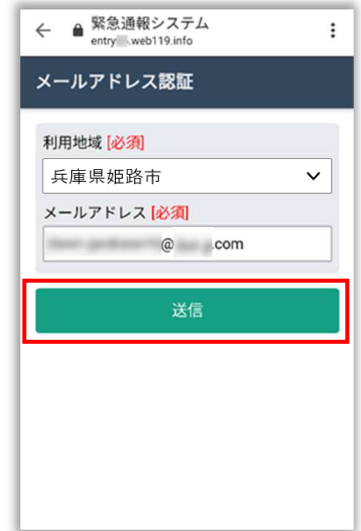 緊急通報システム
entry .web119.info
メールアドレス認証
利用地域 [必須]
兵庫県姫路市
メールアドレス [必須]
@ .com
送信